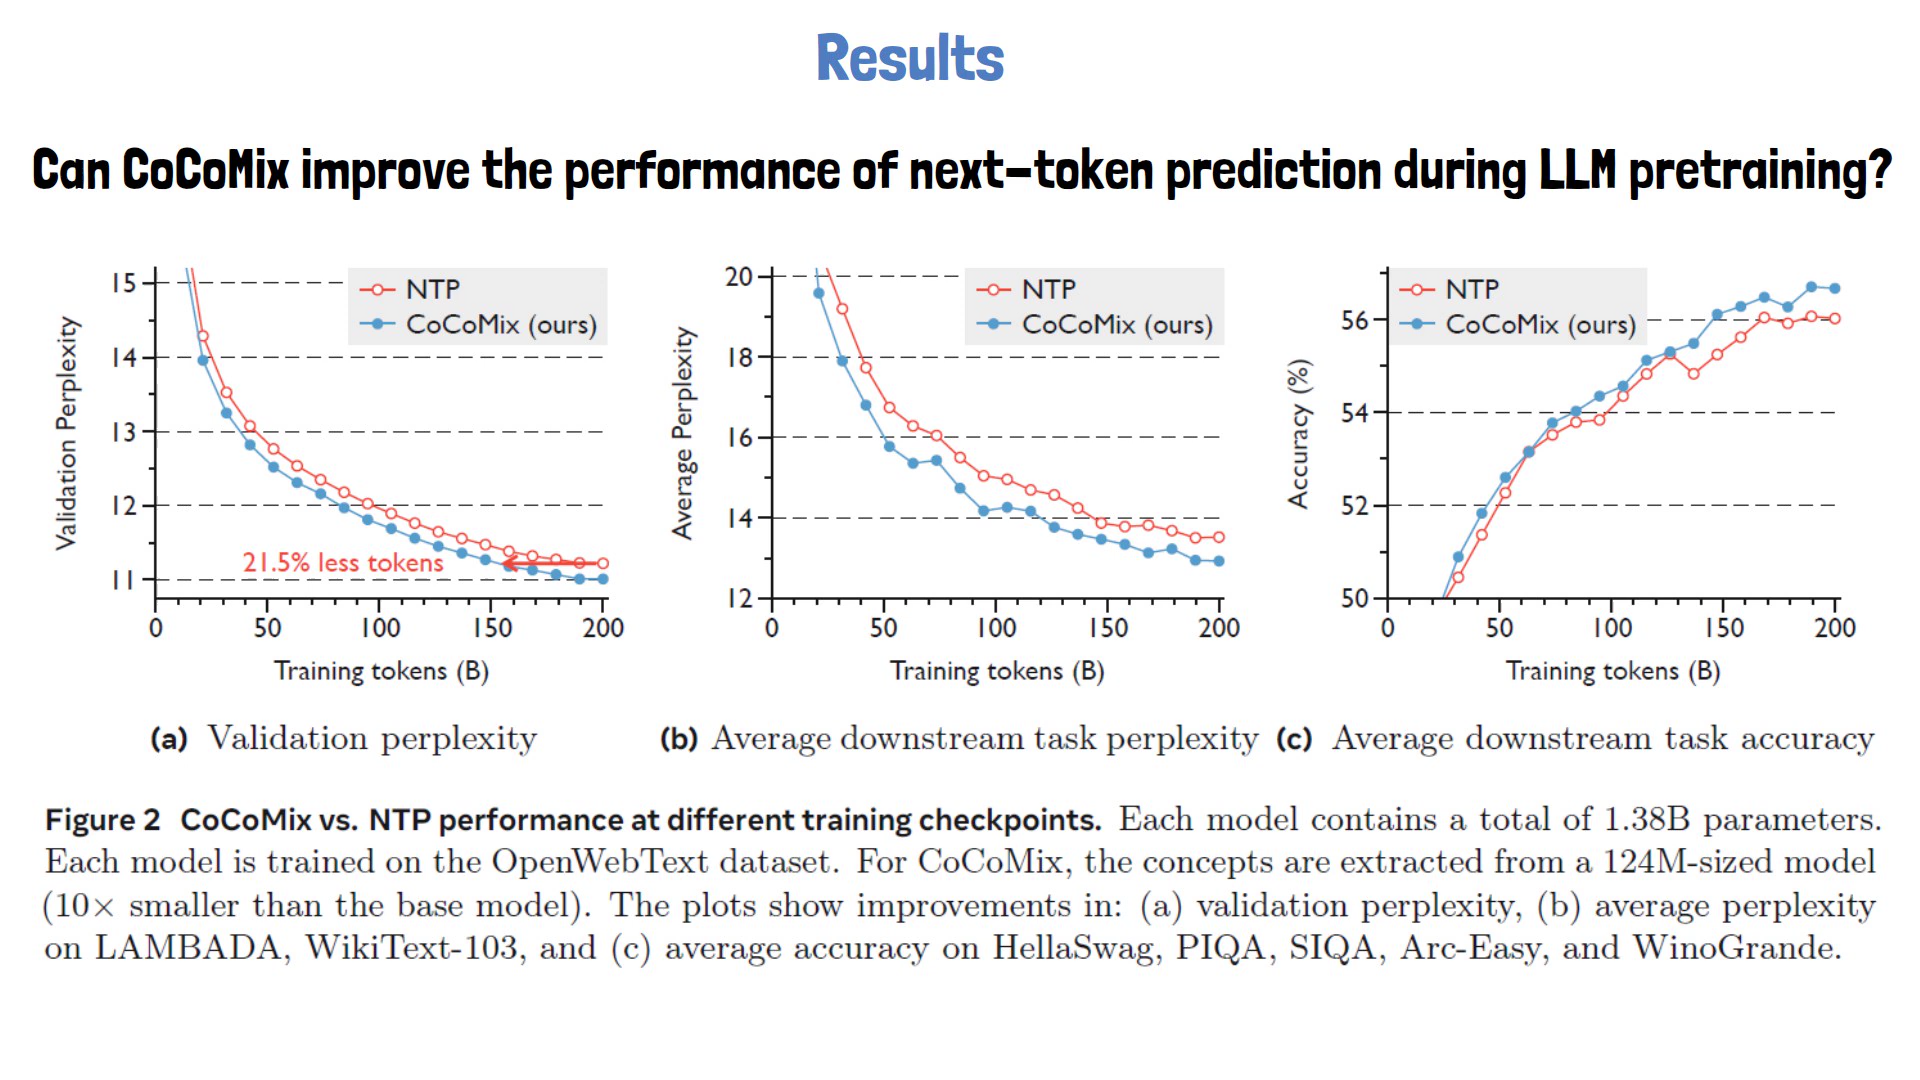 Results
Can CoCoMix improve the performance of next-token prediction during LLM pretraining?
15
14
13
12
11
Validation Perplexity
NTP
CoCoMix (ours)
21.5% less tokens
0 50 100 150 200
Training tokens (B)
20
18
16
14
12
Average Perplexity
NTP
CoCoMix (ours)
0 50 100 150 200
Training tokens (B)
56
54
52
50
Accuracy (%)
NTP
CoCoMix (ours)
0 50 100 150 200
Training tokens (B)
(a) Validation perplexity
(b) Average downstream task perplexity
(c) Average downstream task accuracy
Figure 2 CoCoMix vs. NTP performance at different training checkpoints. Each model contains a total of 1.38B parameters.
Each model is trained on the OpenWebText dataset. For CoCoMix, the concepts are extracted from a 124M-sized model
(10× smaller than the base model). The plots show improvements in: (a) validation perplexity, (b) average perplexity
on LAMBADA, WikiText-103, and (c) average accuracy on HellaSwag, PIQA, SIQA, Arc-Easy, and WinoGrande.